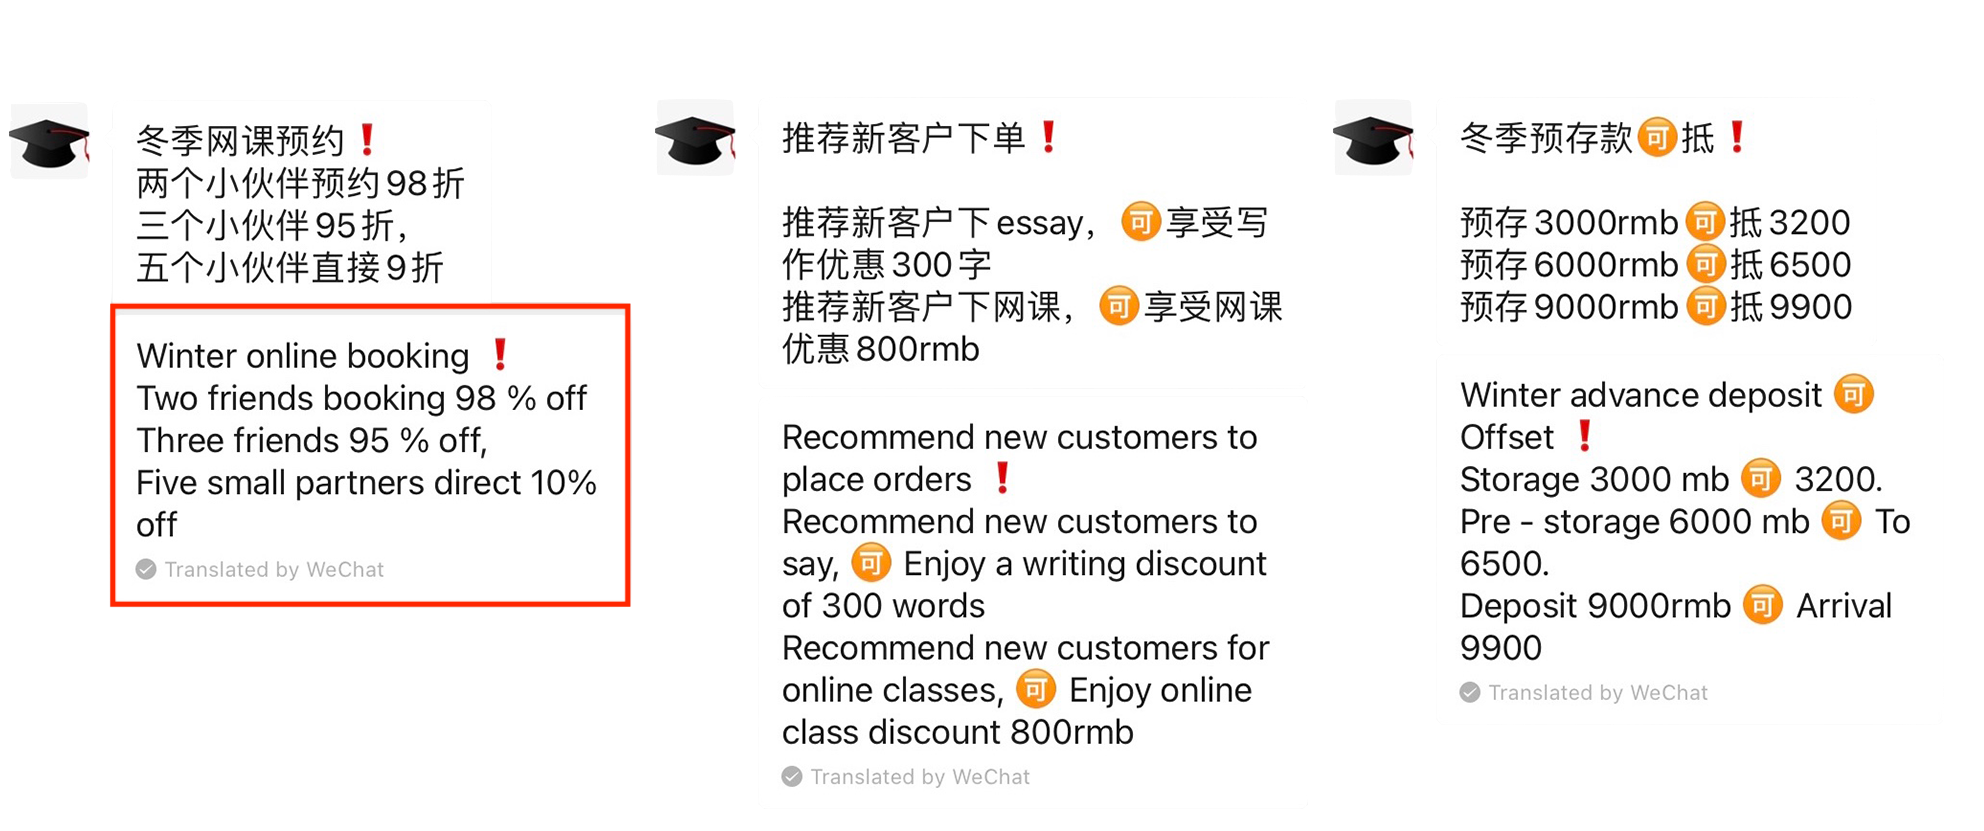 冬季网课预约❗
两个小伙伴预约98折
三个小伙伴95折，
五个小伙伴直接9折
Winter online booking ❗
Two friends booking 98 % off
Three friends 95 % off,
Five small partners direct 10%
off
Translated by WeChat
推荐新客户下单❗
推荐新客户下essay，🉑享受写
作优惠300字
推荐新客户下网课，🉑享受网课
优惠800rmb
Recommend new customers to
place orders ❗
Recommend new customers to
say, 🉑 Enjoy a writing discount
of 300 words
Recommend new customers for
online classes, 🉑 Enjoy online
class discount 800rmb
Translated by WeChat
冬季预存款🉑抵❗
预存3000rmb🉑抵3200
预存6000rmb🉑抵6500
预存9000rmb🉑抵9900
Winter advance deposit 🉑
Offset ❗
Storage 3000 mb 🉑 3200.
Pre - storage 6000 mb 🉑 To
6500.
Deposit 9000rmb 🉑 Arrival
9900
Translated by WeChat